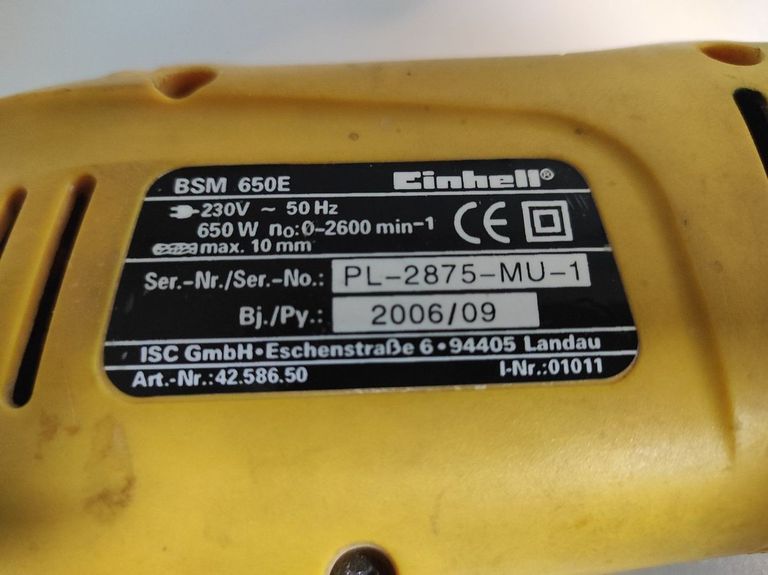 BSM 650E Einhell®
230V ~ 50 Hz
650 W no:0-2600 min-1 CE
max. 10 mm
Ser.-Nr./Ser.-No.: PL-2875-MU-1
Bj./Py.: 2006/09
ISC GmbH•Eschenstraße 6•94405 Landau
Art.-Nr.:42.586.50 I-Nr.:01011